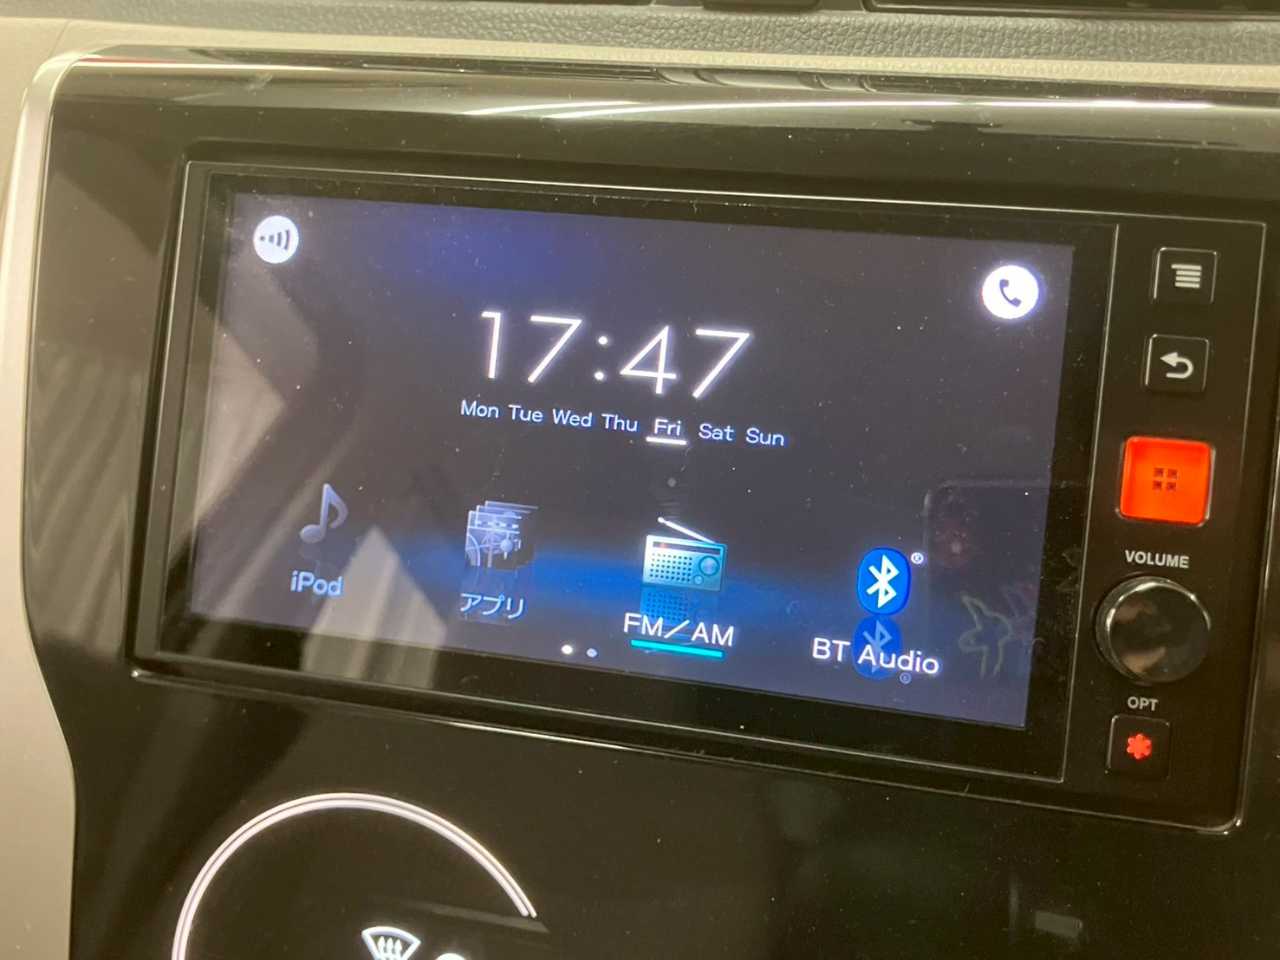 17:47
Mon Tue Wed Thu Fri Sat Sun
iPod
アプリ
FM／AM
BT Audio
VOLUME
OPT